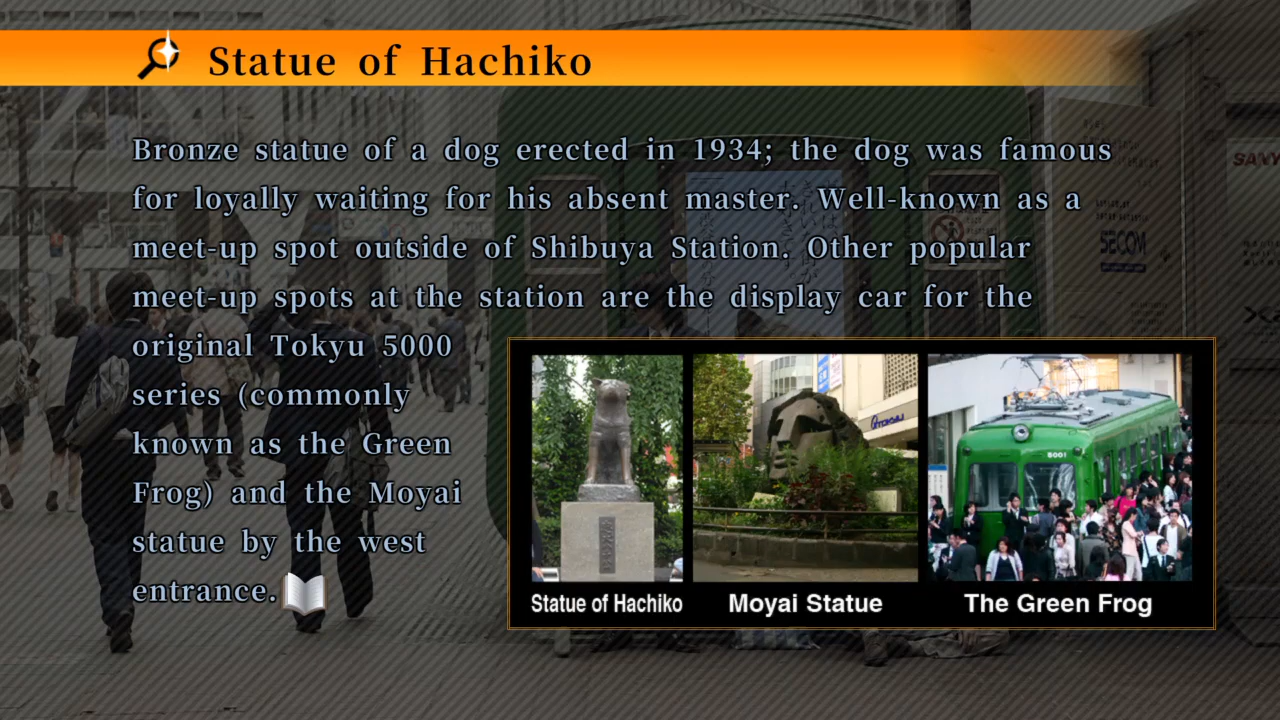 Statue of Hachiko
Bronze statue of a dog erected in 1934; the dog was famous
for loyally waiting for his absent master. Well-known as a
meet-up spot outside of Shibuya Station. Other popular
meet-up spots at the station are the display car for the
original Tokyu 5000
series (commonly
known as the Green
Frog) and the Moyai
statue by the west
entrance.
5001
Statue of Hachiko
Moyai Statue
The Green Frog
SANY
SECOM